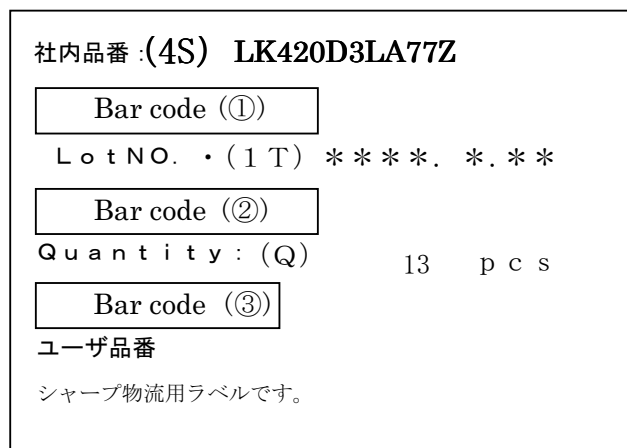 社内品番:(4S) LK420D3LA77Z
Bar code (①)
LotNO. ・(1T) ****. *.**
Bar code (②)
Quantity:(Q) 13 pcs
Bar code (③)
ユーザ品番
シャープ物流用ラベルです。